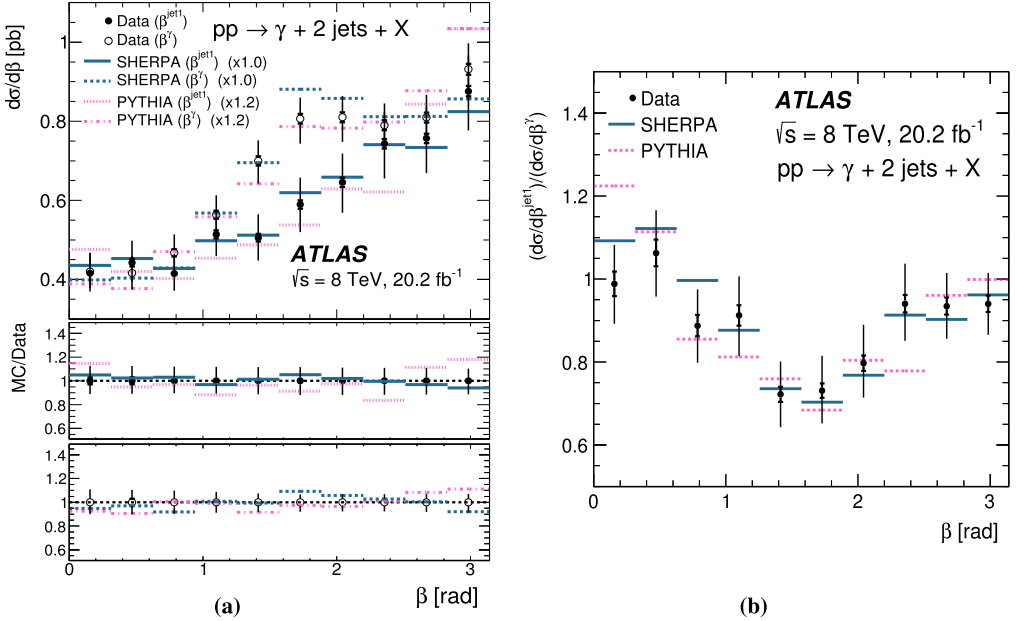 dσ/dβ [pb]
1
0.8
0.6
0.4
Data (β^jet1)
Data (β^γ)
SHERPA (β^jet1) (x1.0)
SHERPA (β^γ) (x1.0)
PYTHIA (β^jet1) (x1.2)
PYTHIA (β^γ) (x1.2)
pp → γ + 2 jets + X
ATLAS
√s = 8 TeV, 20.2 fb⁻¹
MC/Data
1.4
1.2
1
0.8
0.6
1.4
1.2
1
0.8
0.6
0 1 2 3
β [rad]
(a)
(dσ/dβ^jet1)/(dσ/dβ^γ)
1.4
1.2
1
0.8
0.6
Data
SHERPA
PYTHIA
ATLAS
√s = 8 TeV, 20.2 fb⁻¹
pp → γ + 2 jets + X
0 1 2 3
β [rad]
(b)